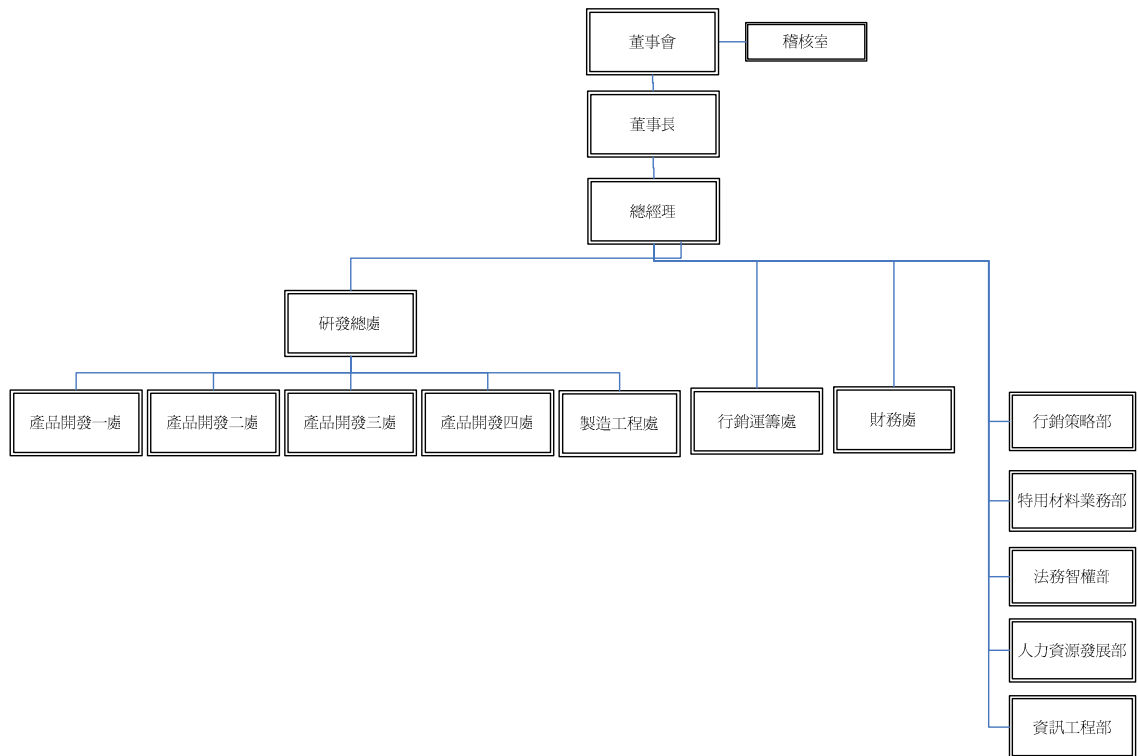 董事會
稽核室
董事長
總經理
研發總處
產品開發一處
產品開發二處
產品開發三處
產品開發四處
製造工程處
行銷運籌處
財務處
行銷策略部
特用材料業務部
法務智權部
人力資源發展部
資訊工程部